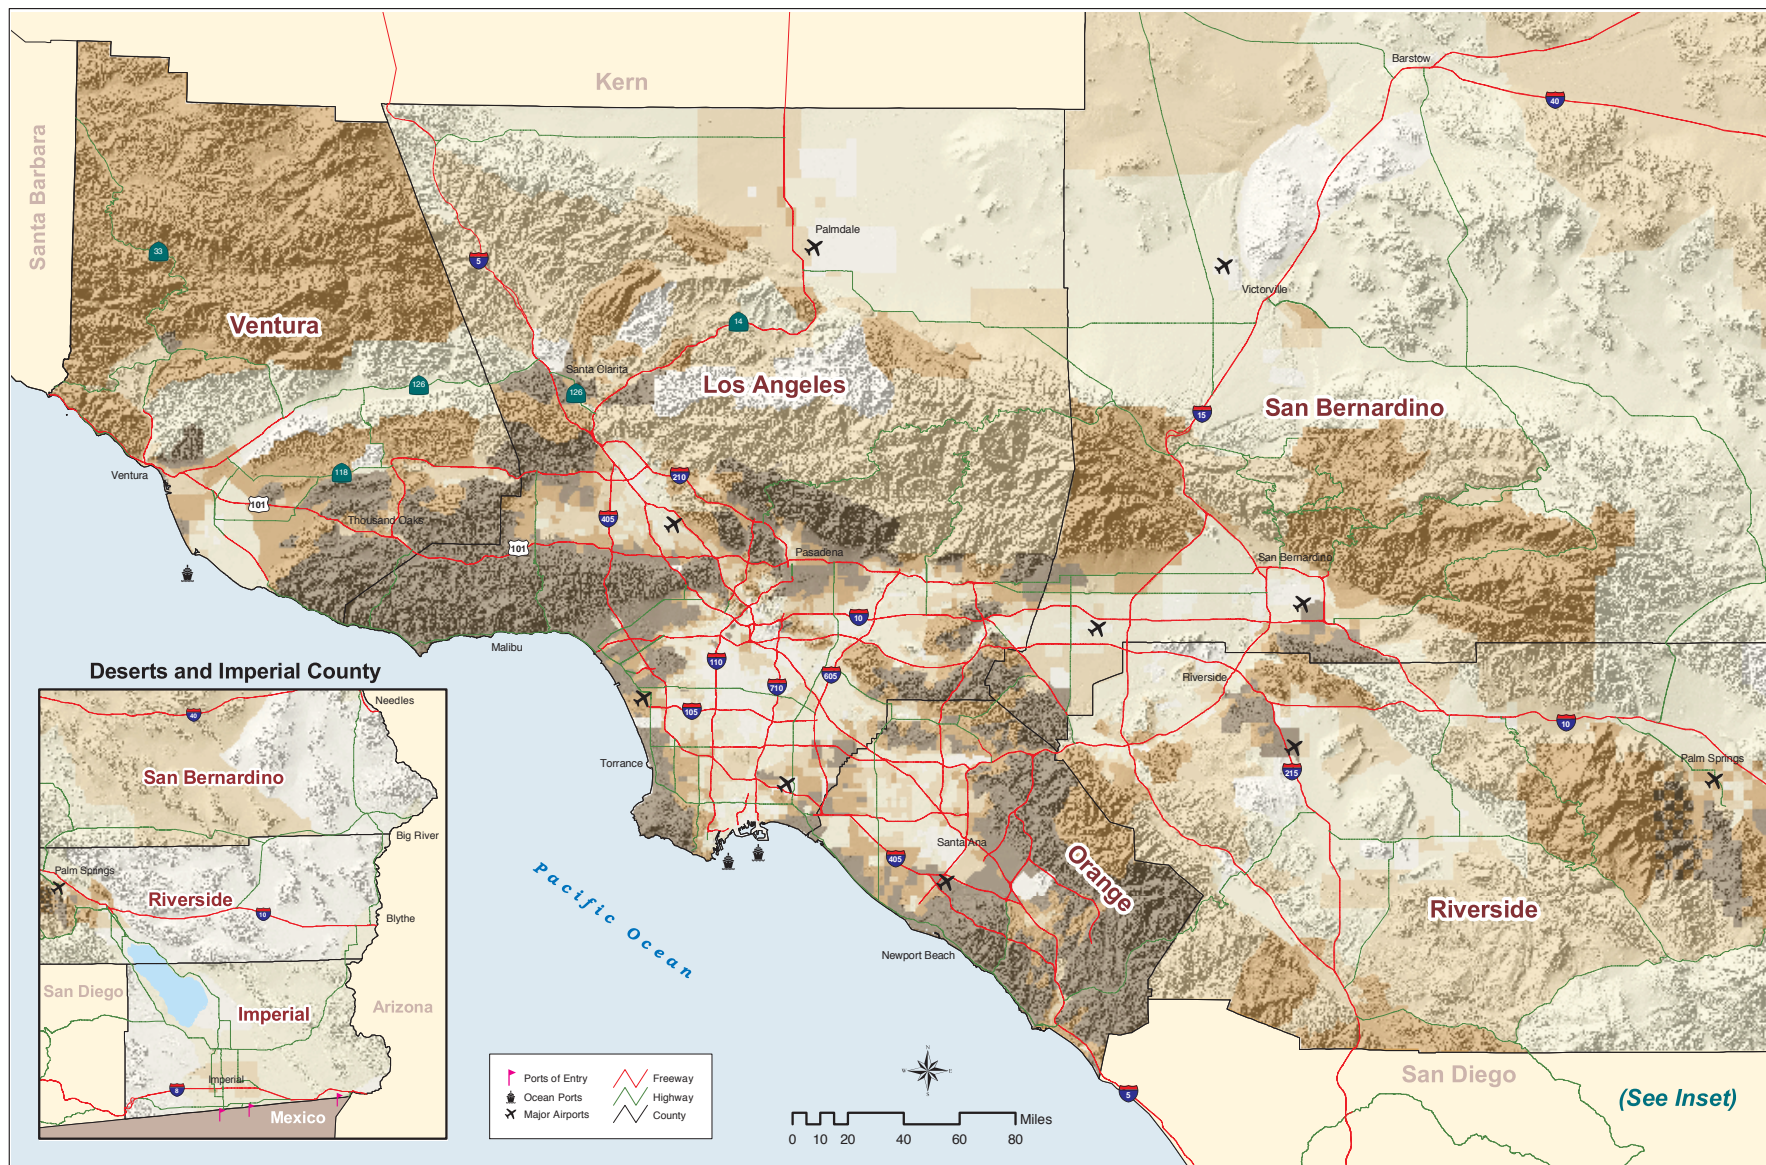 Kern
Barstow
40
Santa Barbara
33
5
Palmdale
Victorville
Ventura
14
Santa Clarita
126
126
Los Angeles
15
San Bernardino
Ventura
118
210
101
Thousand Oaks
405
101
Pasadena
San Bernardino
10
Malibu
110
605
710
105
Riverside
10
Torrance
215
Palm Springs
405
Santa Ana
Orange
Riverside
Newport Beach
Pacific Ocean
San Diego
5
(See Inset)
Deserts and Imperial County
Needles
40
San Bernardino
Big River
Palm Springs
Riverside
10
Blythe
San Diego
Imperial
Arizona
Imperial
8
Mexico
Ports of Entry
Freeway
Ocean Ports
Highway
Major Airports
County
N
W
E
S
Miles
0 10 20 40 60 80